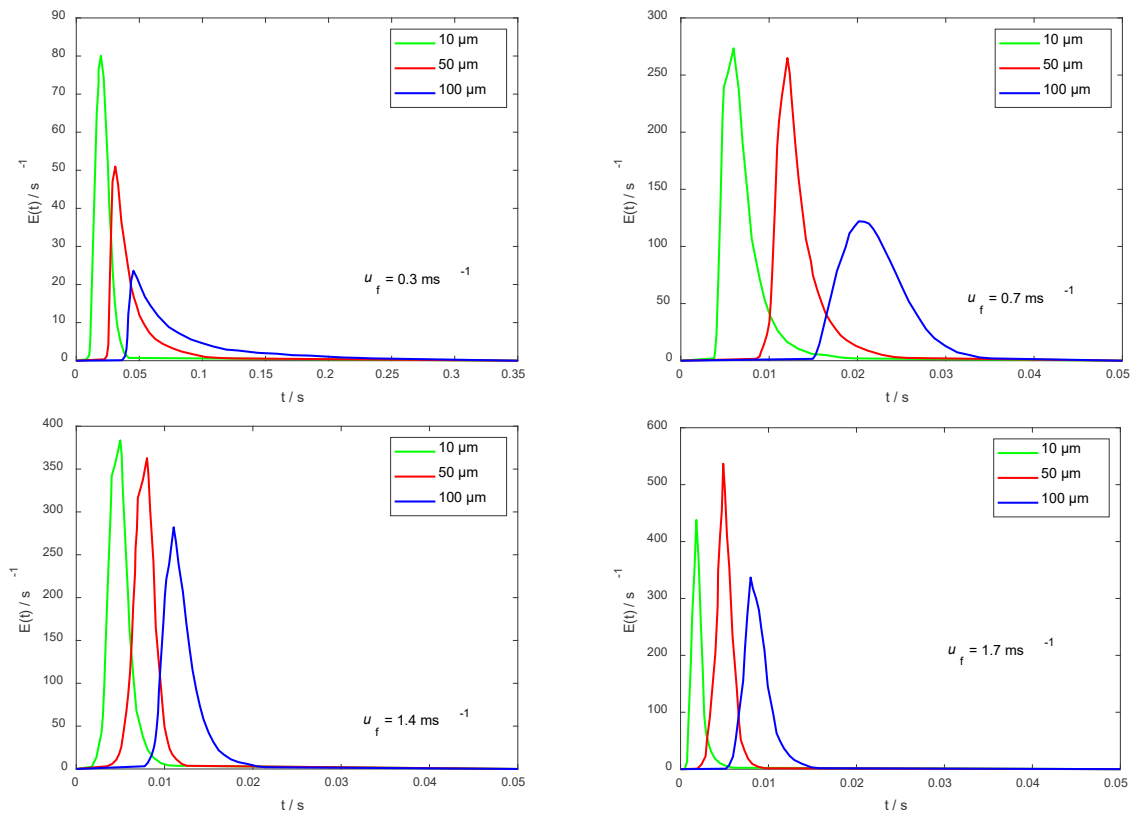 90
80
70
60
50
40
30
20
10
0
E(t) / s -1
10 µm
50 µm
100 µm
u f = 0.3 ms -1
0 0.05 0.1 0.15 0.2 0.25 0.3 0.35
t / s
300
250
200
150
100
50
0
E(t) / s -1
10 µm
50 µm
100 µm
u f = 0.7 ms -1
0 0.01 0.02 0.03 0.04 0.05
t / s
400
350
300
250
200
150
100
50
0
E(t) / s -1
10 µm
50 µm
100 µm
u f = 1.4 ms -1
0 0.01 0.02 0.03 0.04 0.05
t / s
600
500
400
300
200
100
0
E(t) / s -1
10 µm
50 µm
100 µm
u f = 1.7 ms -1
0 0.01 0.02 0.03 0.04 0.05
t / s